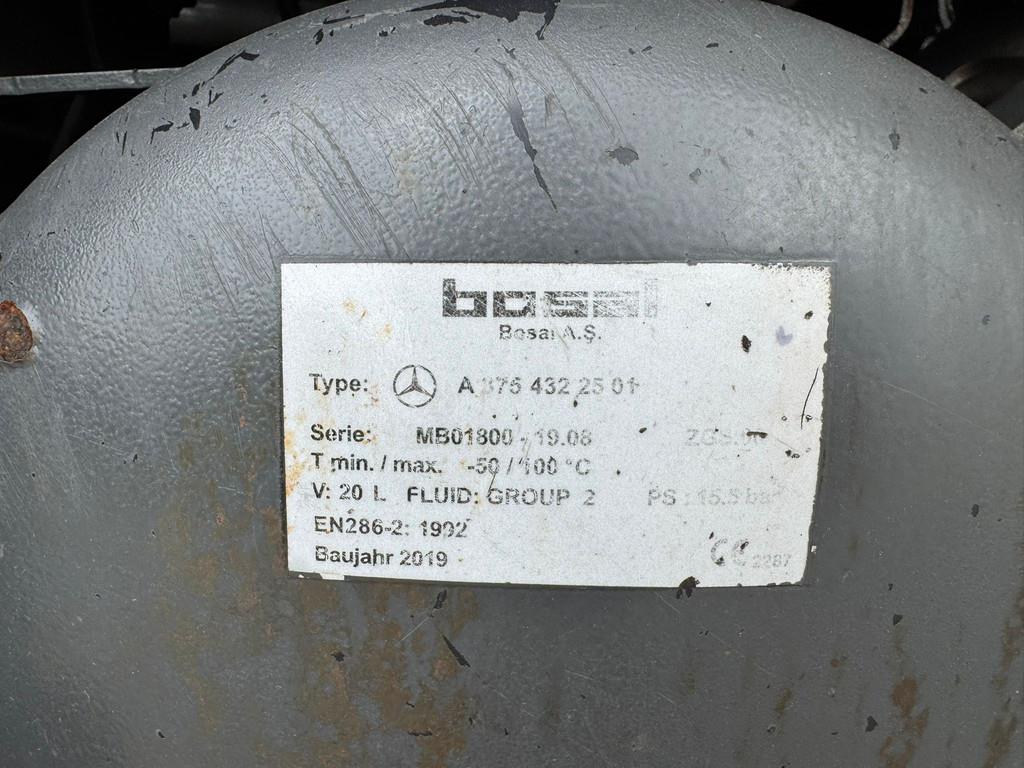 bosal
Bosal A.Ş.
Type: A 376 432 25 01
Serie: MB01800 - 19.08
T min. / max. -50 / 100 °C
V: 20 L FLUID: GROUP 2 PS : 15.5 bar
EN286-2: 1992
Baujahr 2019 CE 2287